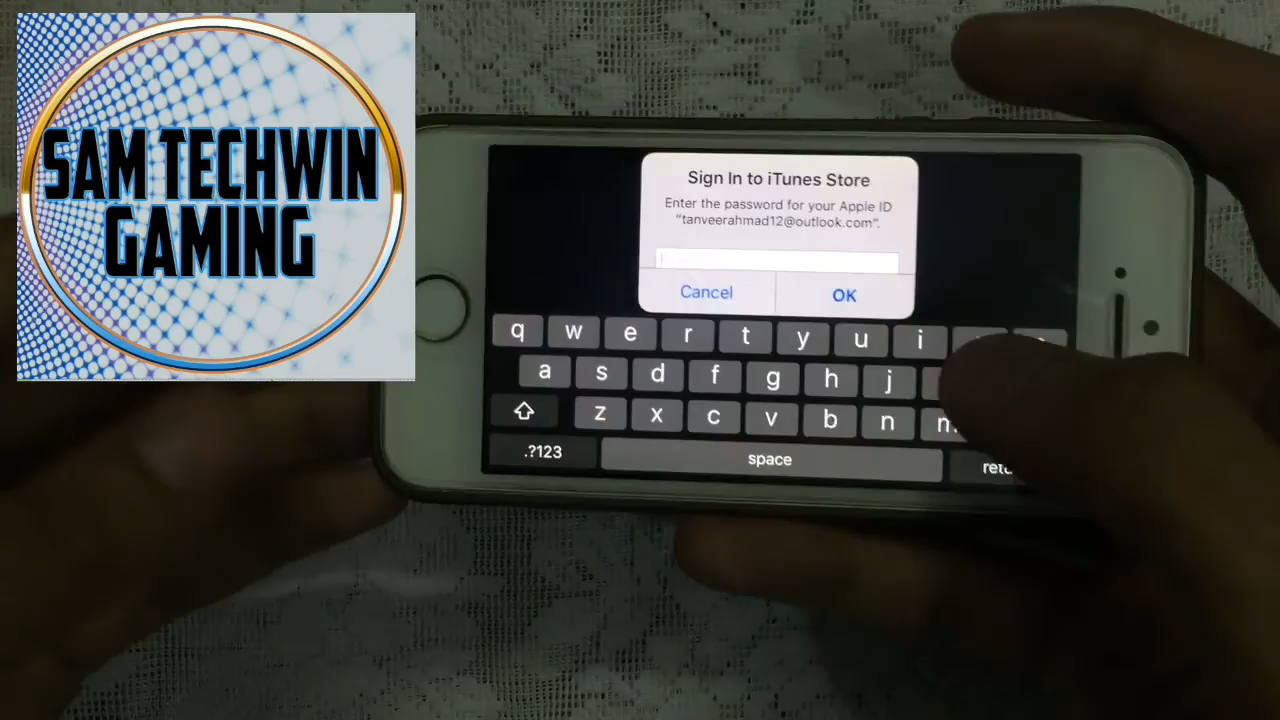 SAM TECHWIN
GAMING
Sign In to iTunes Store
Enter the password for your Apple ID
“tanveerahmad12@outlook.com”.
Cancel
OK
q w e r t y u i
a s d f g h j
z x c v b n m
.?123
space